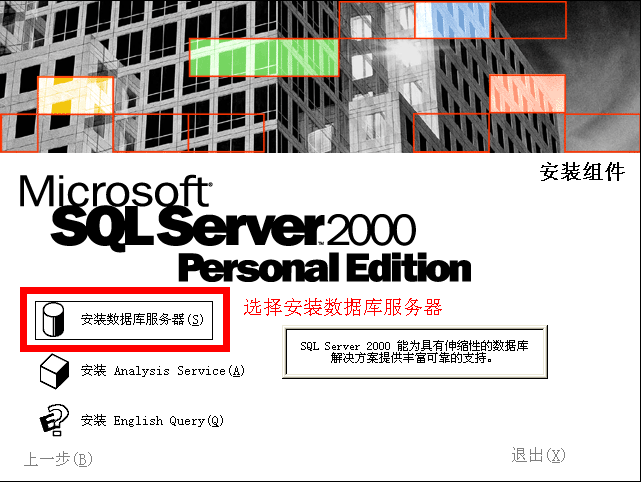 安装组件
Microsoft®
SQL Server™ 2000
Personal Edition
安装数据库服务器(S)
选择安装数据库服务器
SQL Server 2000 能为具有伸缩性的数据库
解决方案提供丰富可靠的支持。
安装 Analysis Service(A)
安装 English Query(Q)
上一步(B)
退出(X)